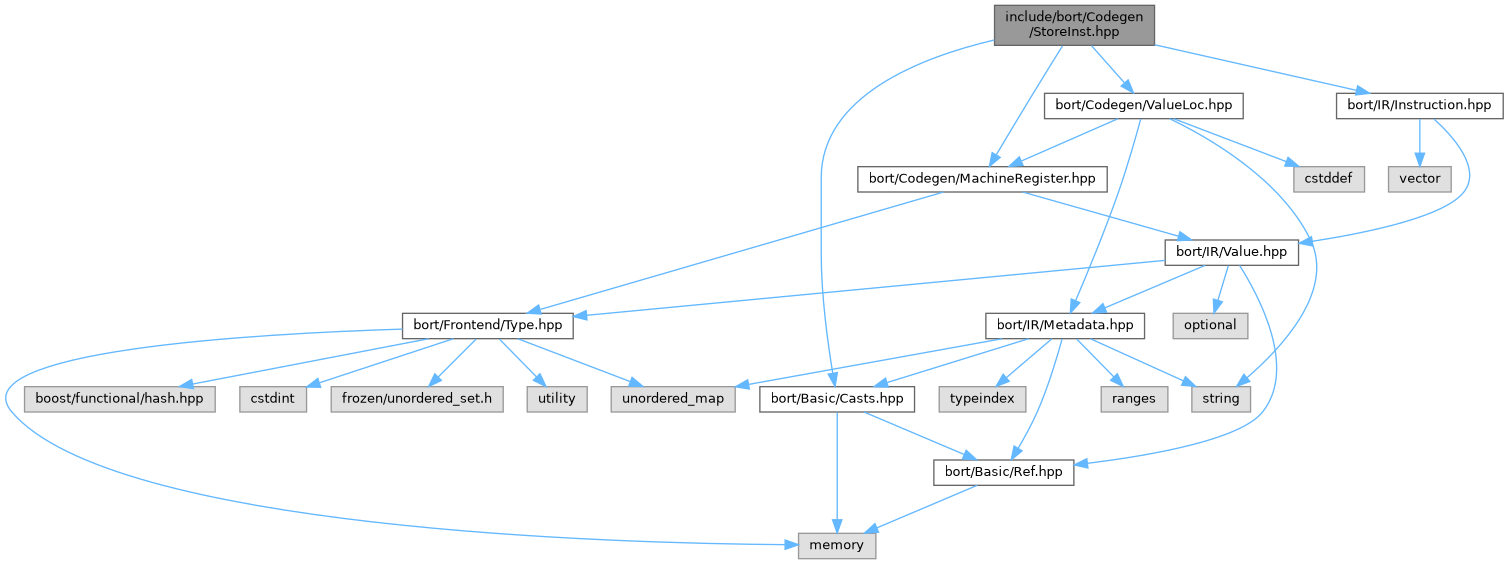 include/bort/Codegen
/StoreInst.hpp
bort/Codegen/ValueLoc.hpp
bort/IR/Instruction.hpp
bort/Codegen/MachineRegister.hpp
cstddef
vector
bort/IR/Value.hpp
bort/Frontend/Type.hpp
bort/IR/Metadata.hpp
optional
boost/functional/hash.hpp
cstdint
frozen/unordered_set.h
utility
unordered_map
bort/Basic/Casts.hpp
typeindex
ranges
string
bort/Basic/Ref.hpp
memory